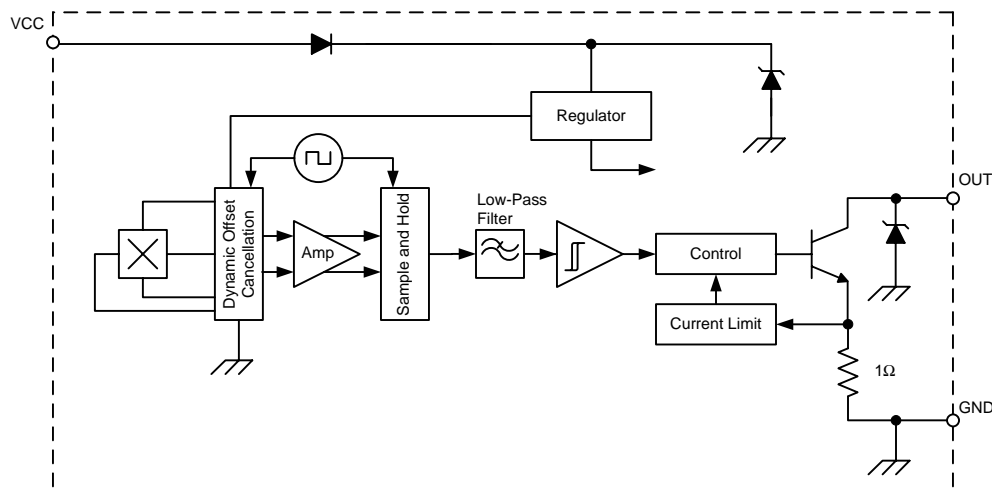 VCC
Regulator
OUT
Low-Pass
Filter
Dynamic Offset
Cancellation
Amp
Sample and Hold
Control
Current Limit
1Ω
GND